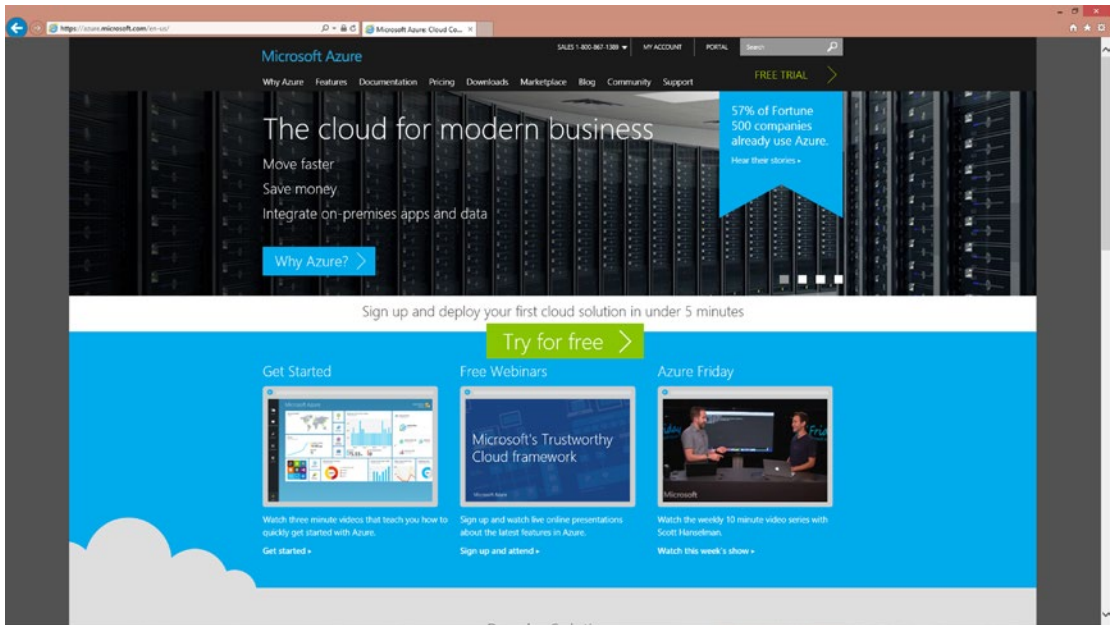 https://azure.microsoft.com/en-us/
Microsoft Azure: Cloud Co...
Microsoft Azure
SALES 1-800-867-1389
MY ACCOUNT
PORTAL
Search
Why Azure Features Documentation Pricing Downloads Marketplace Blog Community Support
FREE TRIAL
The cloud for modern business
Move faster
Save money
Integrate on-premises apps and data
Why Azure?
57% of Fortune
500 companies
already use Azure.
Hear their stories
Sign up and deploy your first cloud solution in under 5 minutes
Try for free
Get Started
Microsoft Azure
Watch three minute videos that teach you how to
quickly get started with Azure.
Get started
Free Webinars
Microsoft's Trustworthy
Cloud framework
Microsoft Azure
Sign up and watch live online presentations
about the latest features in Azure.
Sign up and attend
Azure Friday
Microsoft
Watch the weekly 10 minute video series with
Scott Hanselman.
Watch this week's show